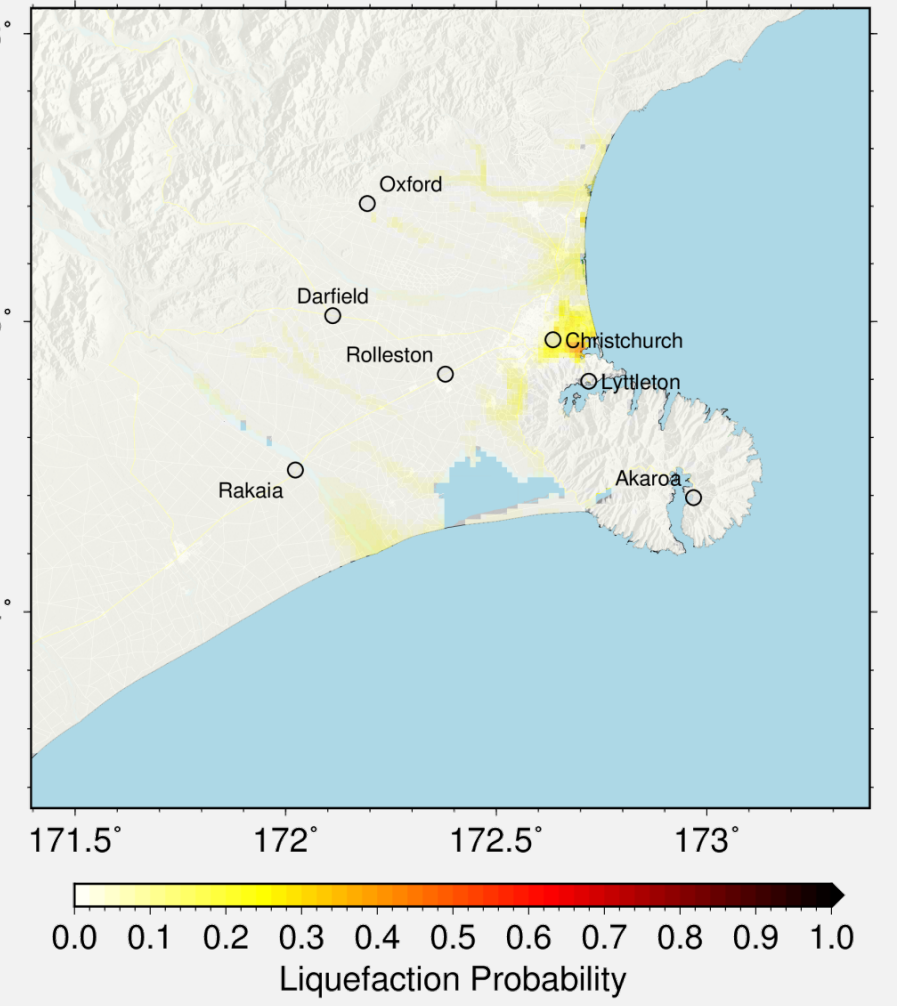 Oxford
Darfield
Christchurch
Rolleston
Lyttleton
Rakaia
Akaroa
171.5° 172° 172.5° 173°
0.0 0.1 0.2 0.3 0.4 0.5 0.6 0.7 0.8 0.9 1.0
Liquefaction Probability